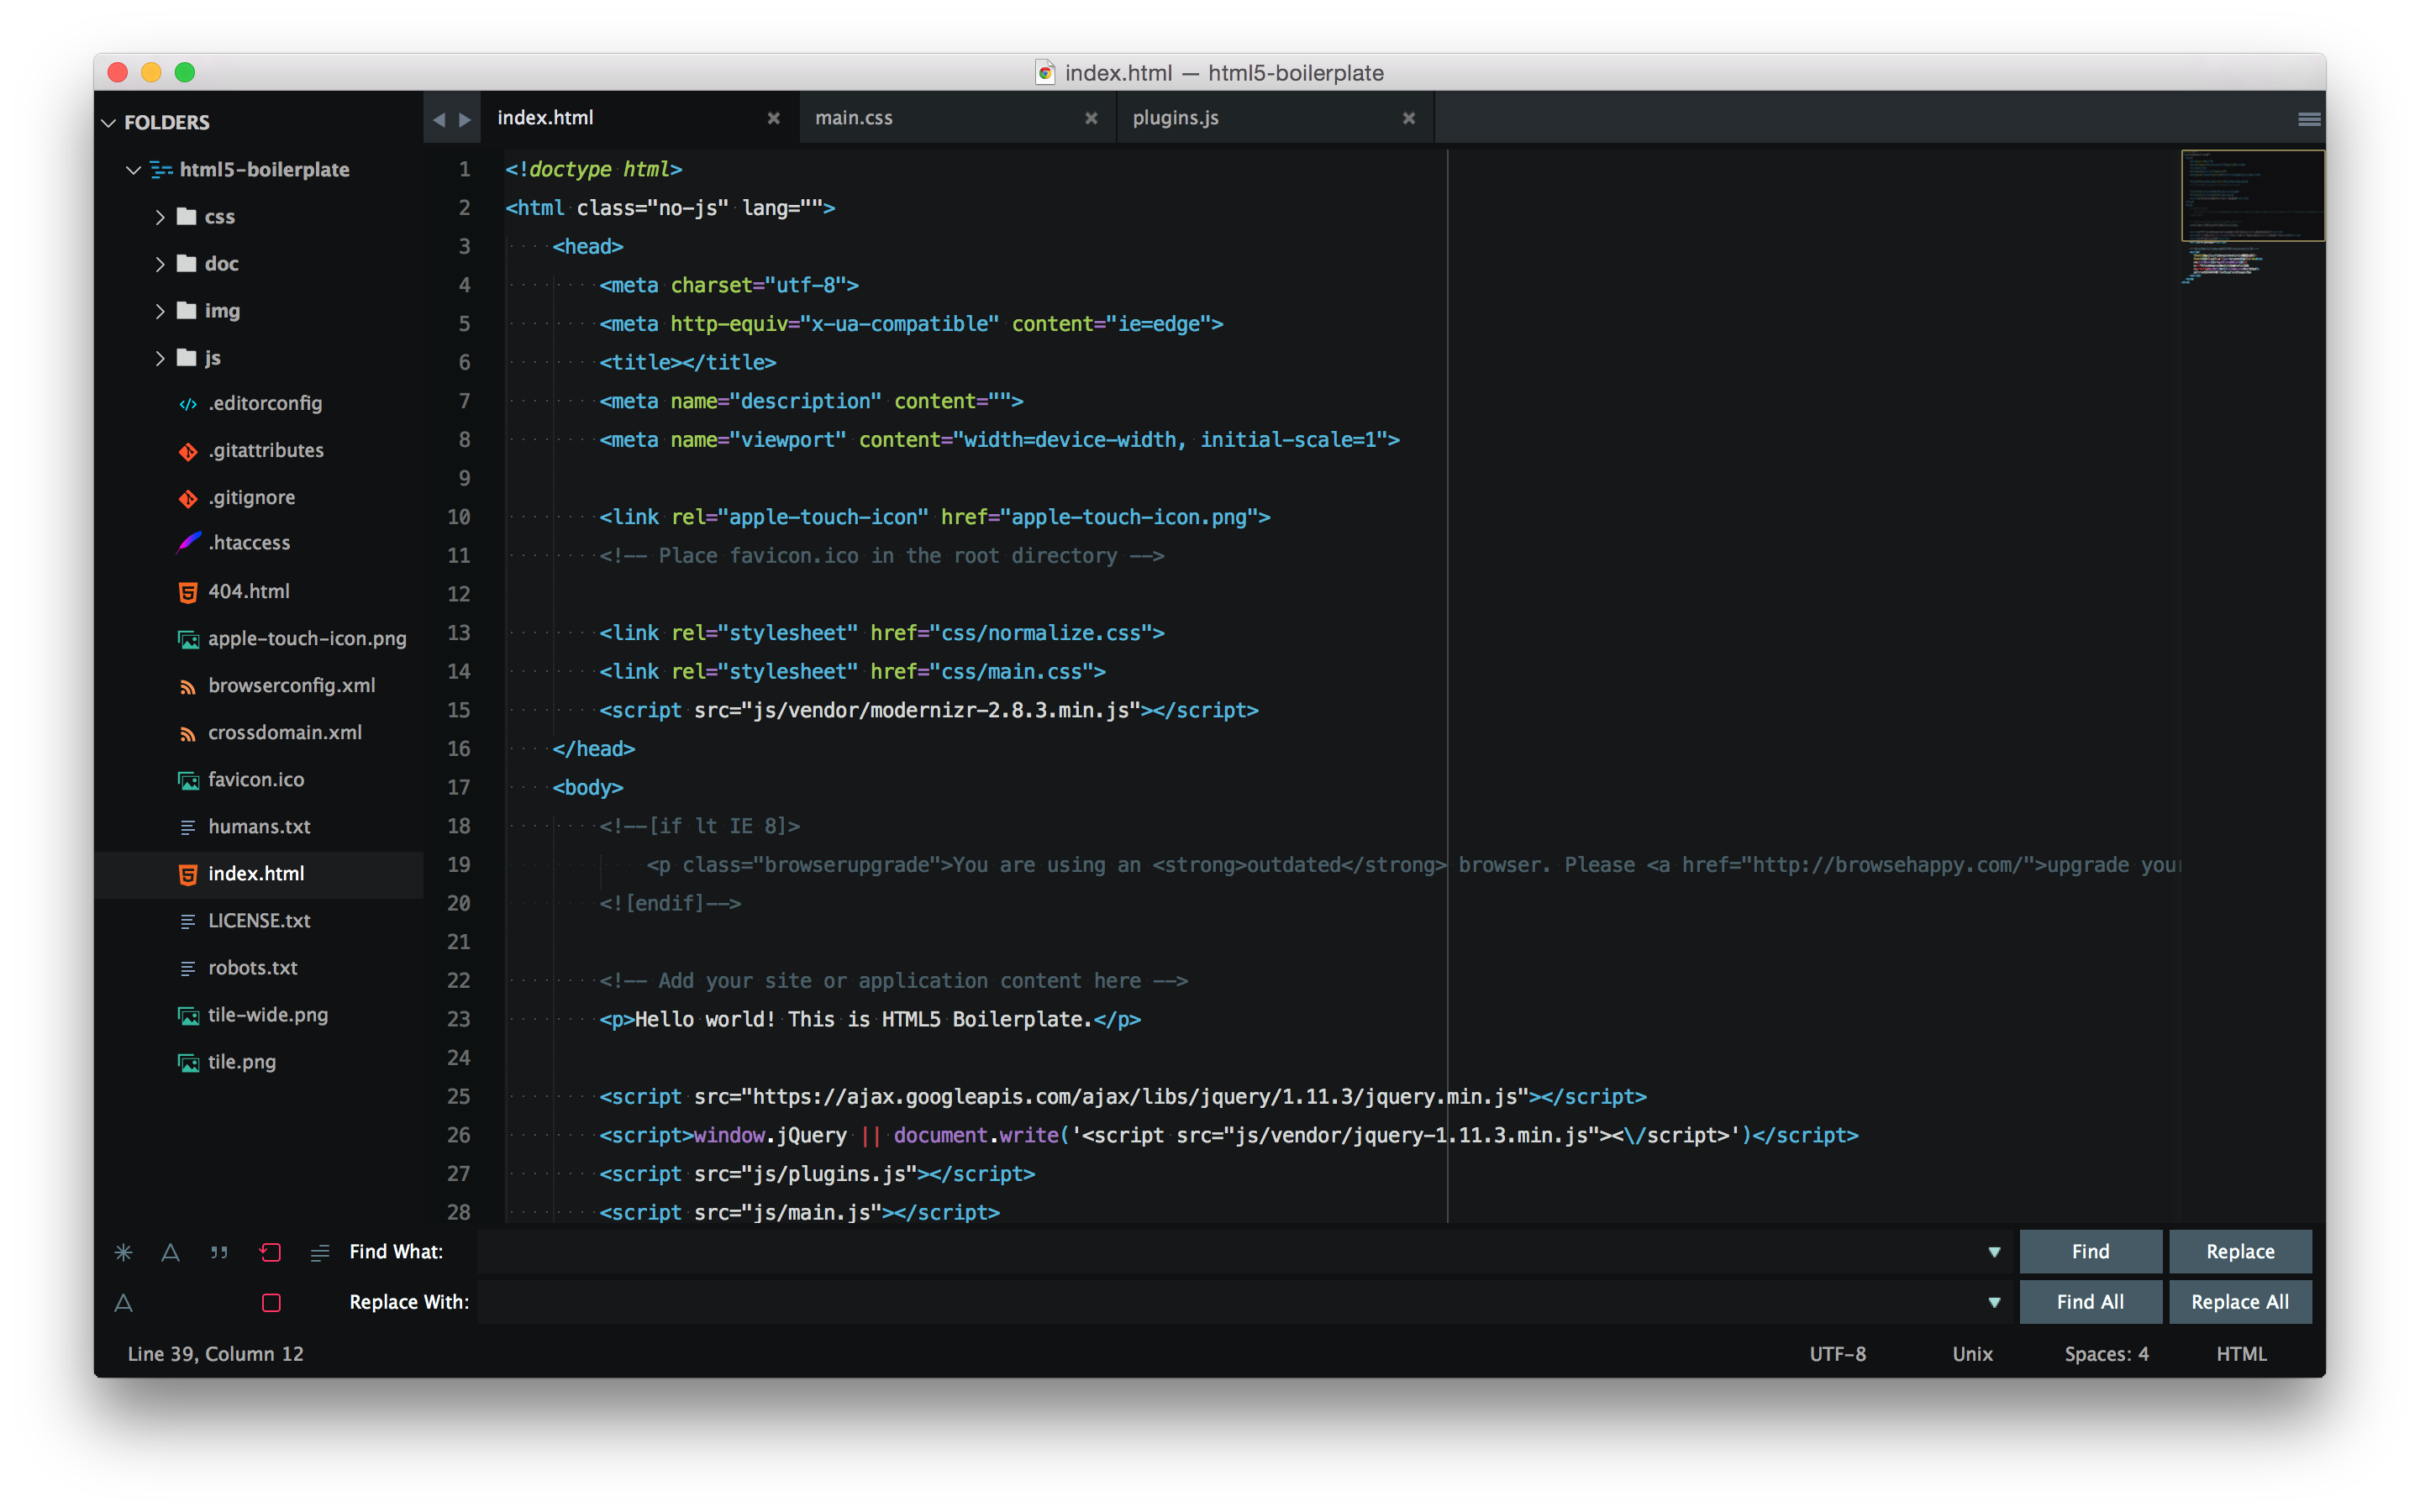 index.html — html5-boilerplate
FOLDERS
html5-boilerplate
css
doc
img
js
.editorconfig
.gitattributes
.gitignore
.htaccess
404.html
apple-touch-icon.png
browserconfig.xml
crossdomain.xml
favicon.ico
humans.txt
index.html
LICENSE.txt
robots.txt
tile-wide.png
tile.png
index.html main.css plugins.js
1 <!doctype html>
2 <html class="no-js" lang="">
3 <head>
4 <meta charset="utf-8">
5 <meta http-equiv="x-ua-compatible" content="ie=edge">
6 <title></title>
7 <meta name="description" content="">
8 <meta name="viewport" content="width=device-width, initial-scale=1">
9
10 <link rel="apple-touch-icon" href="apple-touch-icon.png">
11 <!-- Place favicon.ico in the root directory -->
12
13 <link rel="stylesheet" href="css/normalize.css">
14 <link rel="stylesheet" href="css/main.css">
15 <script src="js/vendor/modernizr-2.8.3.min.js"></script>
16 </head>
17 <body>
18 <!--[if lt IE 8]>
19 <p class="browserupgrade">You are using an <strong>outdated</strong> browser. Please <a href="http://browsehappy.com/">upgrade you
20 <![endif]-->
21
22 <!-- Add your site or application content here -->
23 <p>Hello world! This is HTML5 Boilerplate.</p>
24
25 <script src="https://ajax.googleapis.com/ajax/libs/jquery/1.11.3/jquery.min.js"></script>
26 <script>window.jQuery || document.write('<script src="js/vendor/jquery-1.11.3.min.js"><\/script>')</script>
27 <script src="js/plugins.js"></script>
28 <script src="js/main.js"></script>
Find What: Find Replace
Replace With: Find All Replace All
Line 39, Column 12 UTF-8 Unix Spaces: 4 HTML